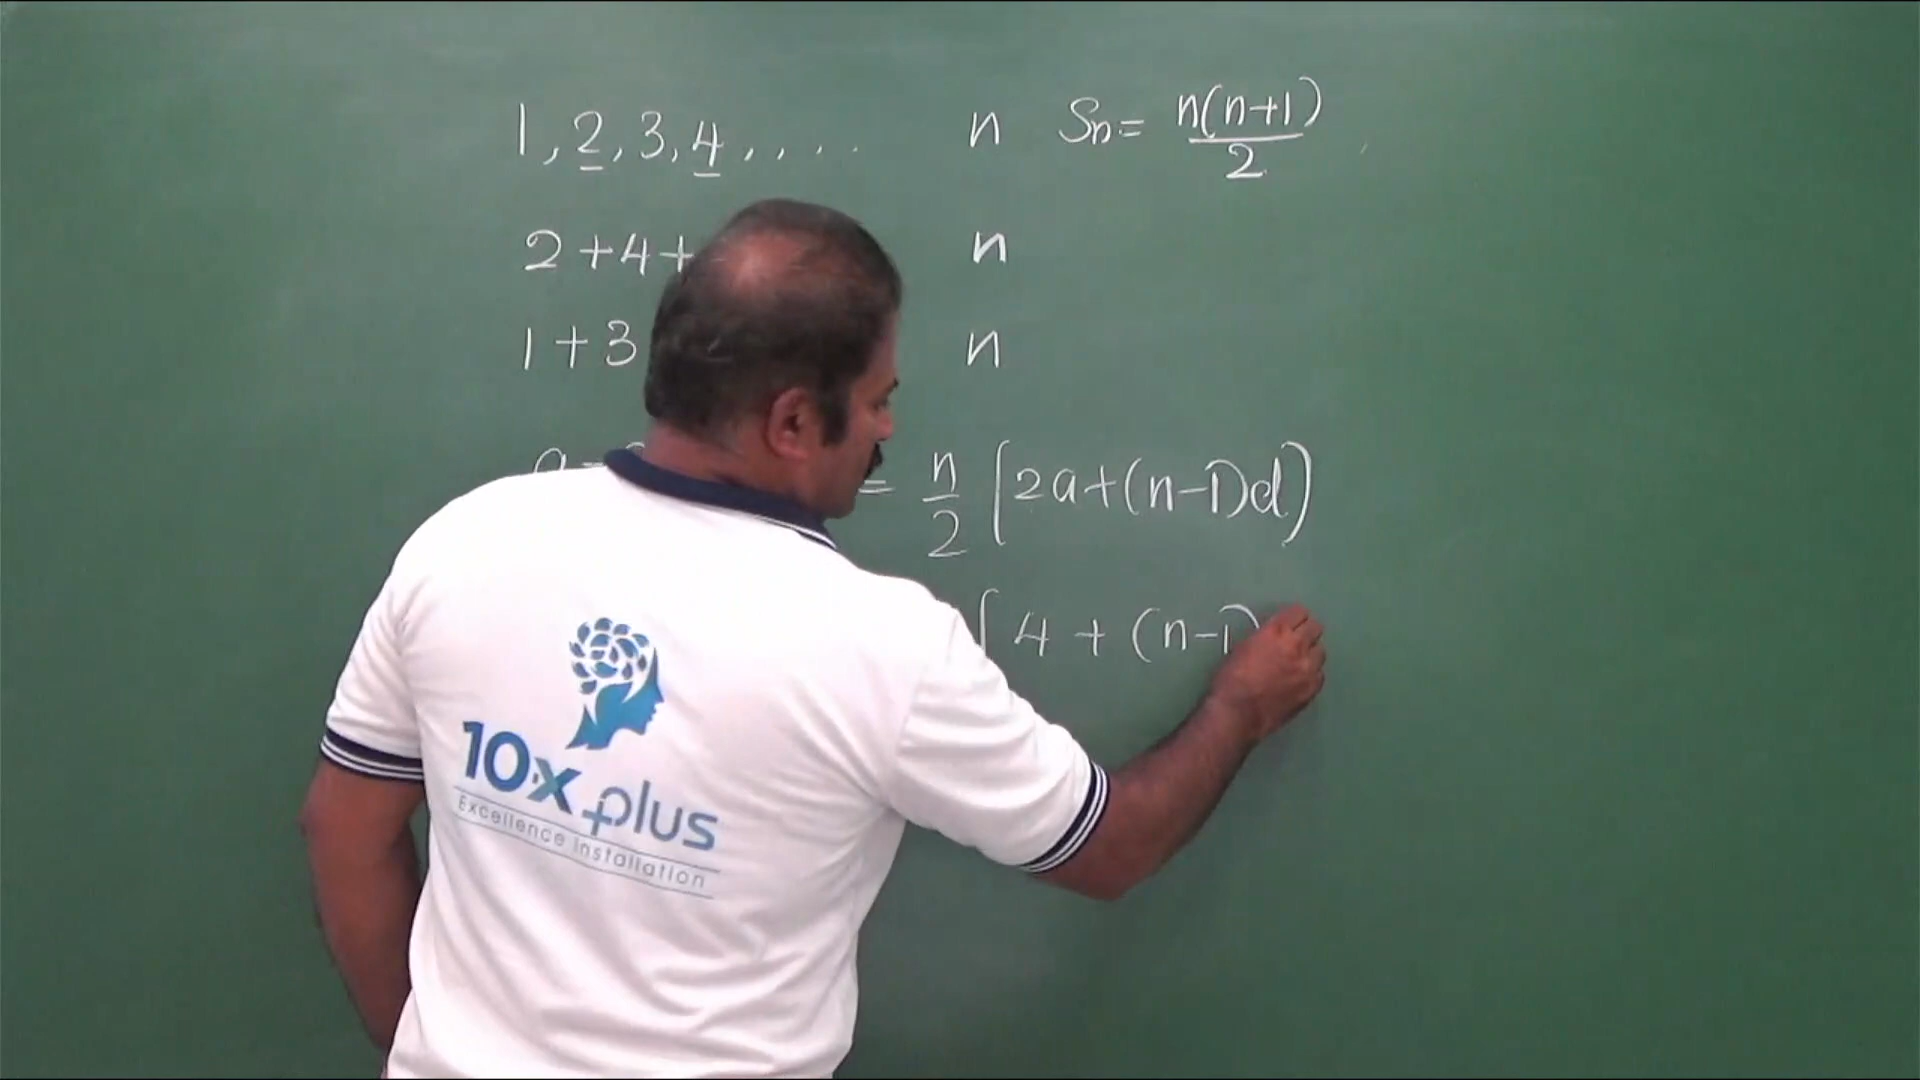 1, 2, 3, 4, , . . . n Sn = n(n+1)/2
2+4+ n
1+3 n
= n/2 [2a+(n-1)d)
[4 + (n-1)
10x plus
Excellence Installation